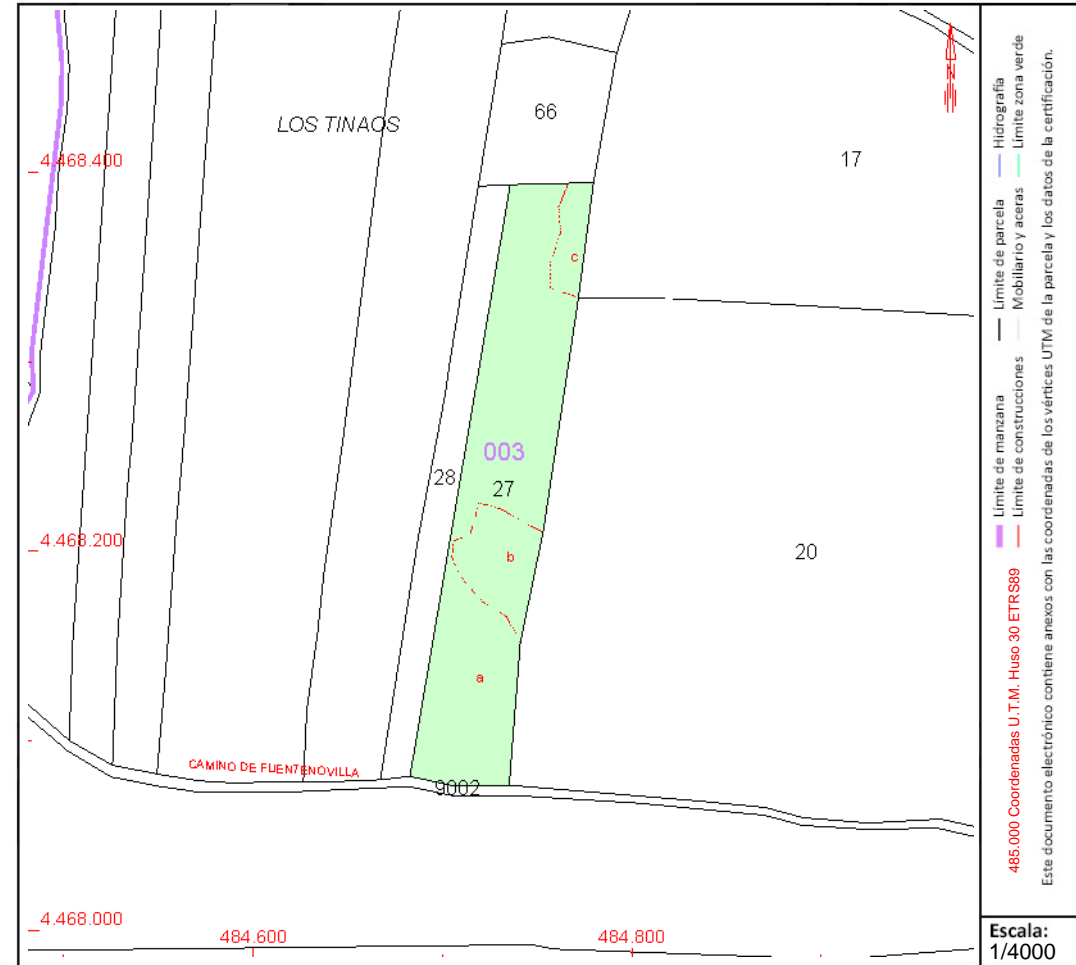 66
LOS TINAOS
17
4.468.400
c
003
28
27
4.468.200
b
20
a
CAMINO DE FUENTENOVILLA
9002
4.468.000
484.600
484.800
N
Límite de manzana
Límite de parcela
Hidrografía
Límite de construcciones
Mobiliario y aceras
Límite zona verde
485.000 Coordenadas U.T.M. Huso 30 ETRS89
Este documento electrónico contiene anexos con las coordenadas de los vértices UTM de la parcela y los datos de la certificación.
Escala:
1/4000